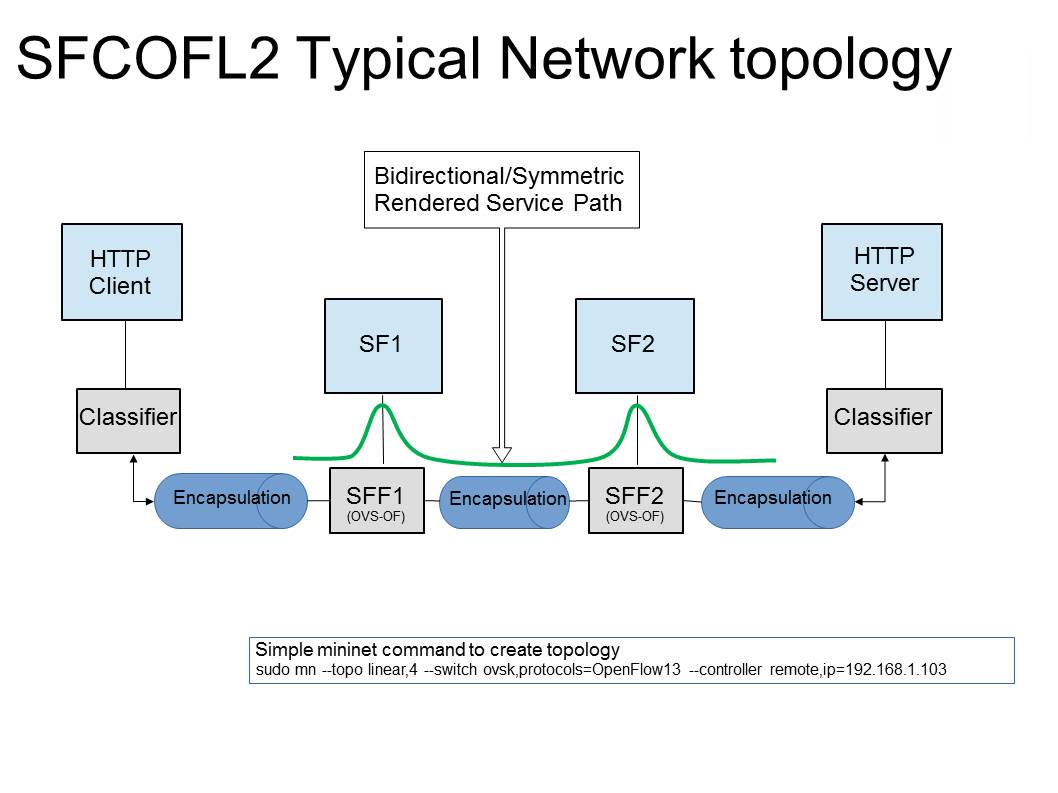 SFCOFL2 Typical Network topology
Bidirectional/Symmetric
Rendered Service Path
HTTP
Client
HTTP
Server
SF1
SF2
Classifier
Classifier
Encapsulation
SFF1
(OVS-OF)
Encapsulation
SFF2
(OVS-OF)
Encapsulation
Simple mininet command to create topology
sudo mn --topo linear,4 --switch ovsk,protocols=OpenFlow13 --controller remote,ip=192.168.1.103